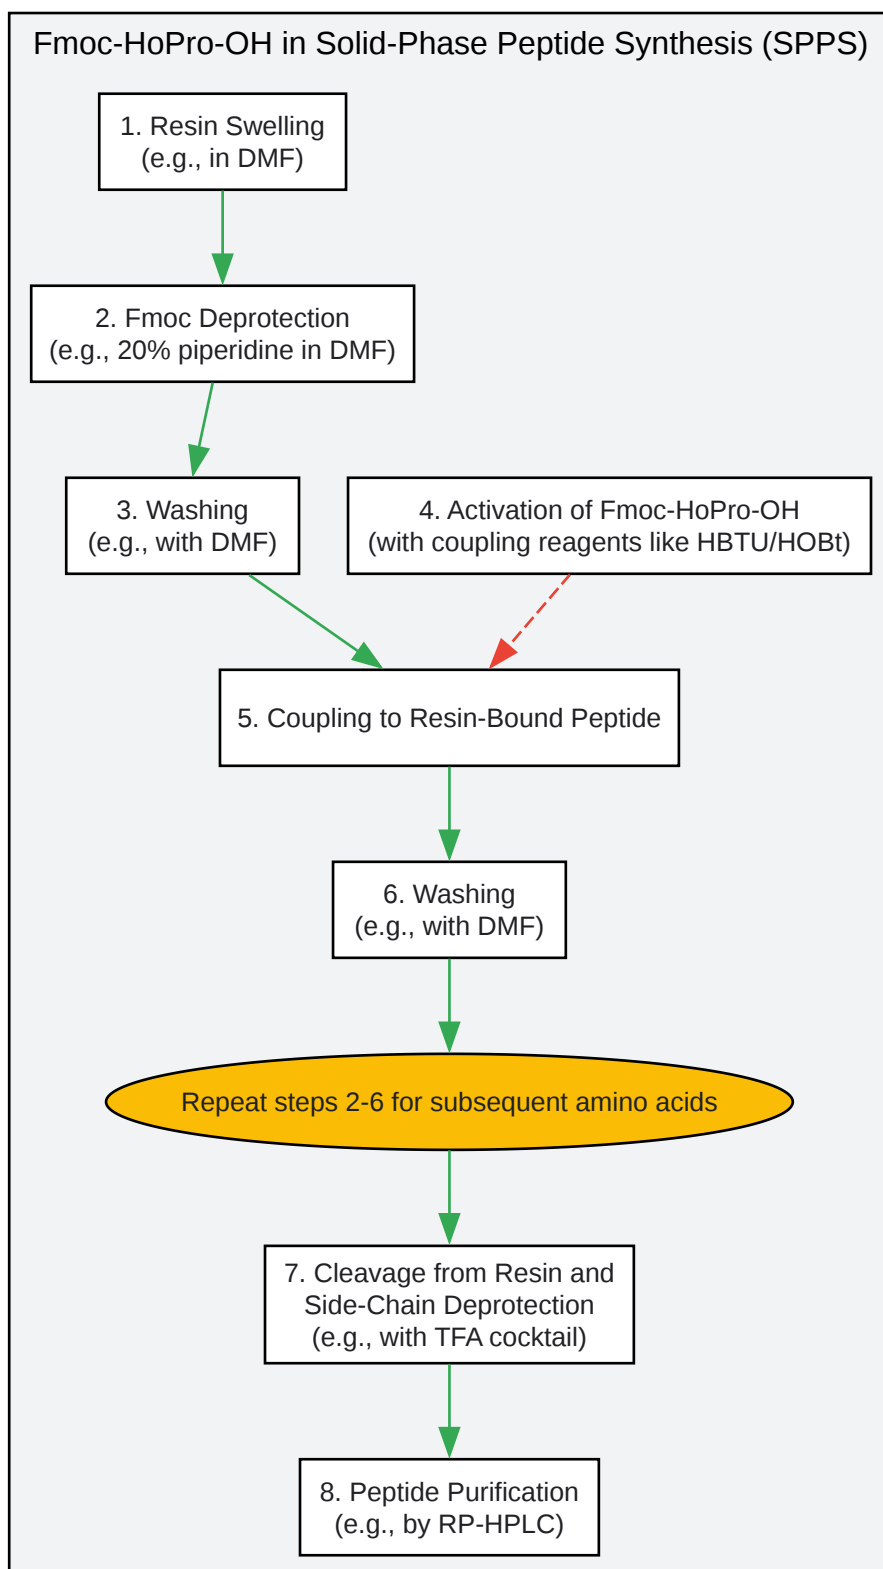 Fmoc-HoPro-OH in Solid-Phase Peptide Synthesis (SPPS)
1. Resin Swelling
(e.g., in DMF)
2. Fmoc Deprotection
(e.g., 20% piperidine in DMF)
3. Washing
(e.g., with DMF)
4. Activation of Fmoc-HoPro-OH
(with coupling reagents like HBTU/HOBt)
5. Coupling to Resin-Bound Peptide
6. Washing
(e.g., with DMF)
Repeat steps 2-6 for subsequent amino acids
7. Cleavage from Resin and
Side-Chain Deprotection
(e.g., with TFA cocktail)
8. Peptide Purification
(e.g., by RP-HPLC)